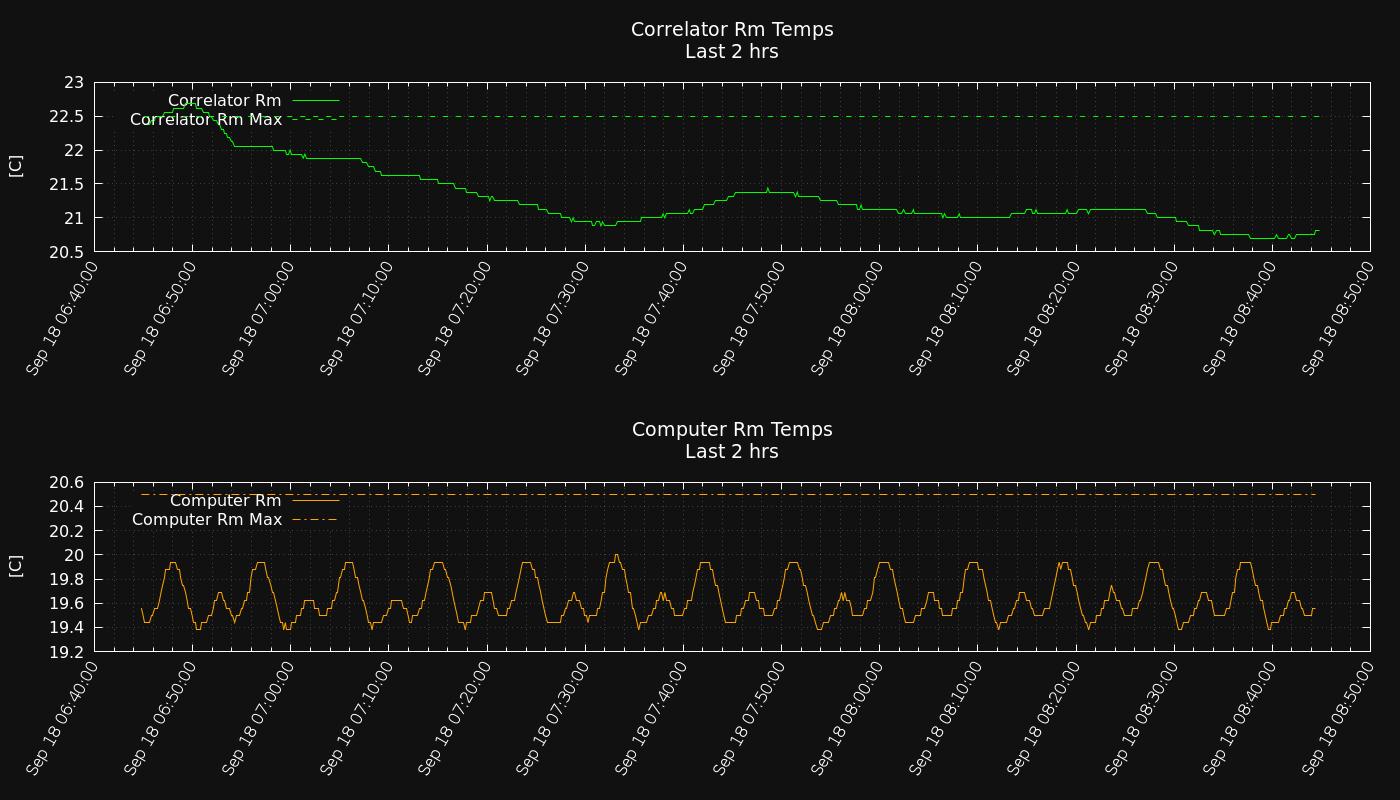 Correlator Rm Temps
Last 2 hrs
[C]
23
22.5
22
21.5
21
20.5
Correlator Rm
Correlator Rm Max
Sep 18 06:40:00
Sep 18 06:50:00
Sep 18 07:00:00
Sep 18 07:10:00
Sep 18 07:20:00
Sep 18 07:30:00
Sep 18 07:40:00
Sep 18 07:50:00
Sep 18 08:00:00
Sep 18 08:10:00
Sep 18 08:20:00
Sep 18 08:30:00
Sep 18 08:40:00
Sep 18 08:50:00
Computer Rm Temps
Last 2 hrs
[C]
20.6
20.4
20.2
20
19.8
19.6
19.4
19.2
Computer Rm
Computer Rm Max
Sep 18 06:40:00
Sep 18 06:50:00
Sep 18 07:00:00
Sep 18 07:10:00
Sep 18 07:20:00
Sep 18 07:30:00
Sep 18 07:40:00
Sep 18 07:50:00
Sep 18 08:00:00
Sep 18 08:10:00
Sep 18 08:20:00
Sep 18 08:30:00
Sep 18 08:40:00
Sep 18 08:50:00